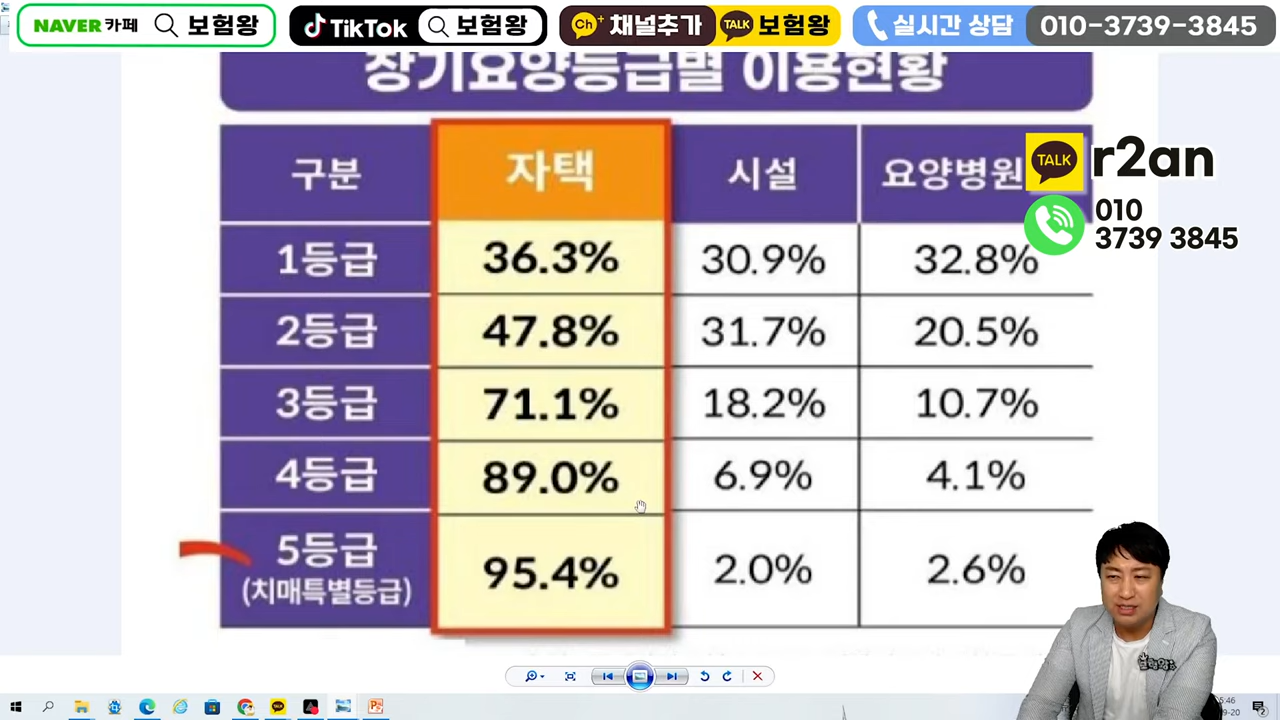 NAVER 카페 보험왕
TikTok 보험왕
Ch+ 채널추가 TALK 보험왕
실시간 상담 010-3739-3845
장기요양등급별 이용현황
TALK r2an
010
3739 3845
구분 자택 시설 요양병원
1등급 36.3% 30.9% 32.8%
2등급 47.8% 31.7% 20.5%
3등급 71.1% 18.2% 10.7%
4등급 89.0% 6.9% 4.1%
5등급
(치매특별등급) 95.4% 2.0% 2.6%